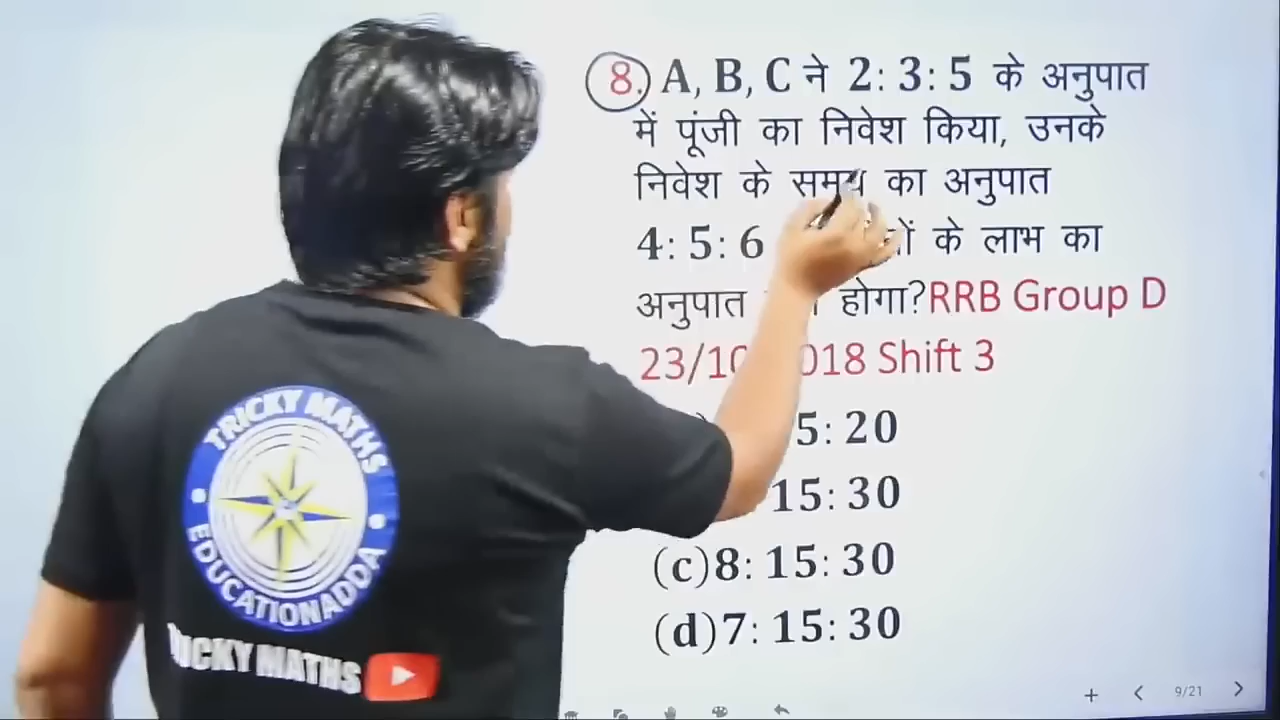 8. A, B, C ने 2: 3: 5 के अनुपात
में पूंजी का निवेश किया, उनके
निवेश के समय का अनुपात
4: 5: 6 के लाभ का
अनुपात होगा?RRB Group D
23/10 018 Shift 3
5: 20
15: 30
(c)8: 15: 30
(d)7: 15: 30
9/21
TRICKY MATHS
EDUCATIONADDA
TRICKY MATHS